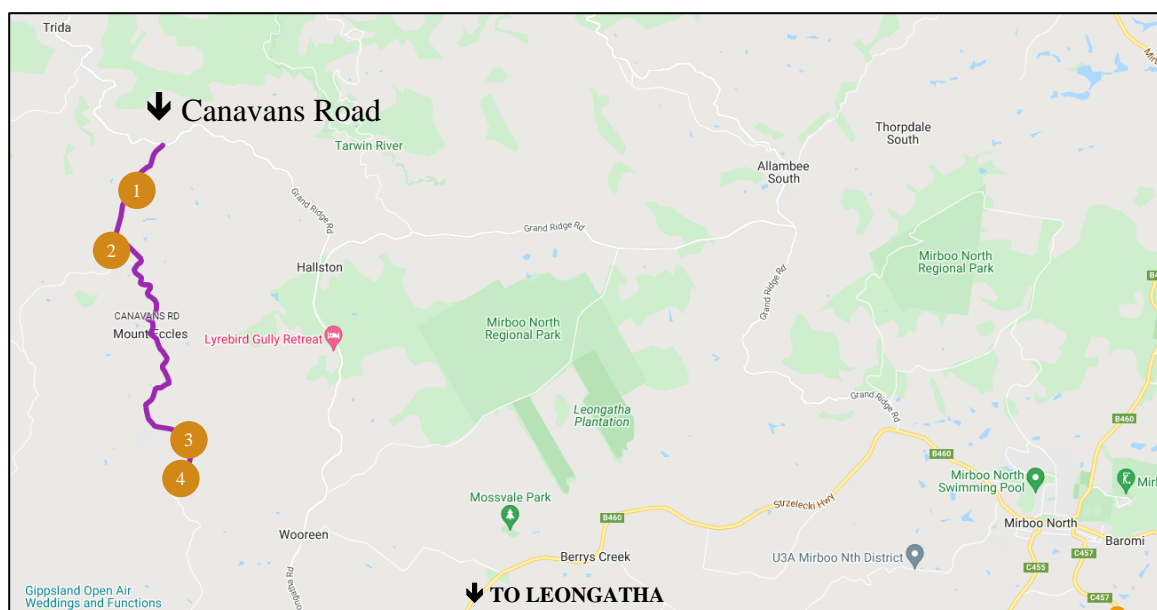 Trida
Canavans Road
Tarwin River
Thorpdale
South
Allambee
South
1
Grand Ridge Rd
Grand Ridge Rd
2
Hallston
Mirboo North
Regional Park
Grand Ridge Rd
CANAVANS RD
Mount Eccles
Lyrebird Gully Retreat
Mirboo North
Regional Park
Leongatha
Plantation
Grand Ridge Rd
B460
3
B460
4
Mirboo North
Swimming Pool
Mossvale Park
Strzelecki Hwy
B460
Mirboo North
Wooreen
Baromi
Berrys Creek
U3A Mirboo Nth District
C457
C455
Gippsland Open Air
Weddings and Functions
TO LEONGATHA
C457